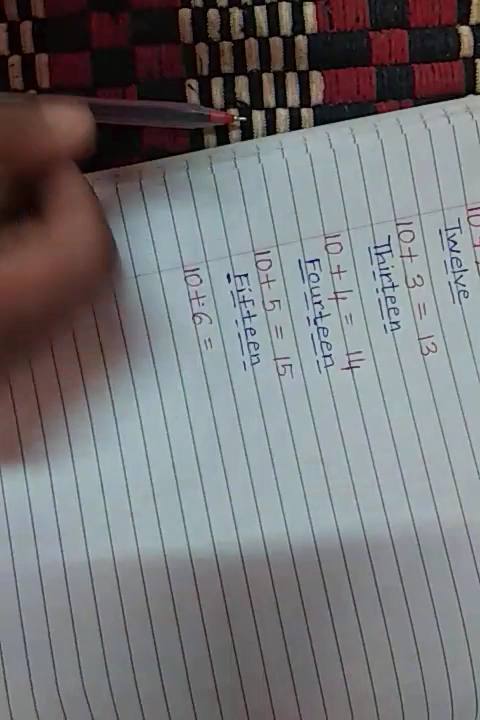 Twelve
10 + 3 = 13
Thirteen
10 + 4 = 14
Fourteen
10 + 5 = 15
Fifteen
10 + 6 =